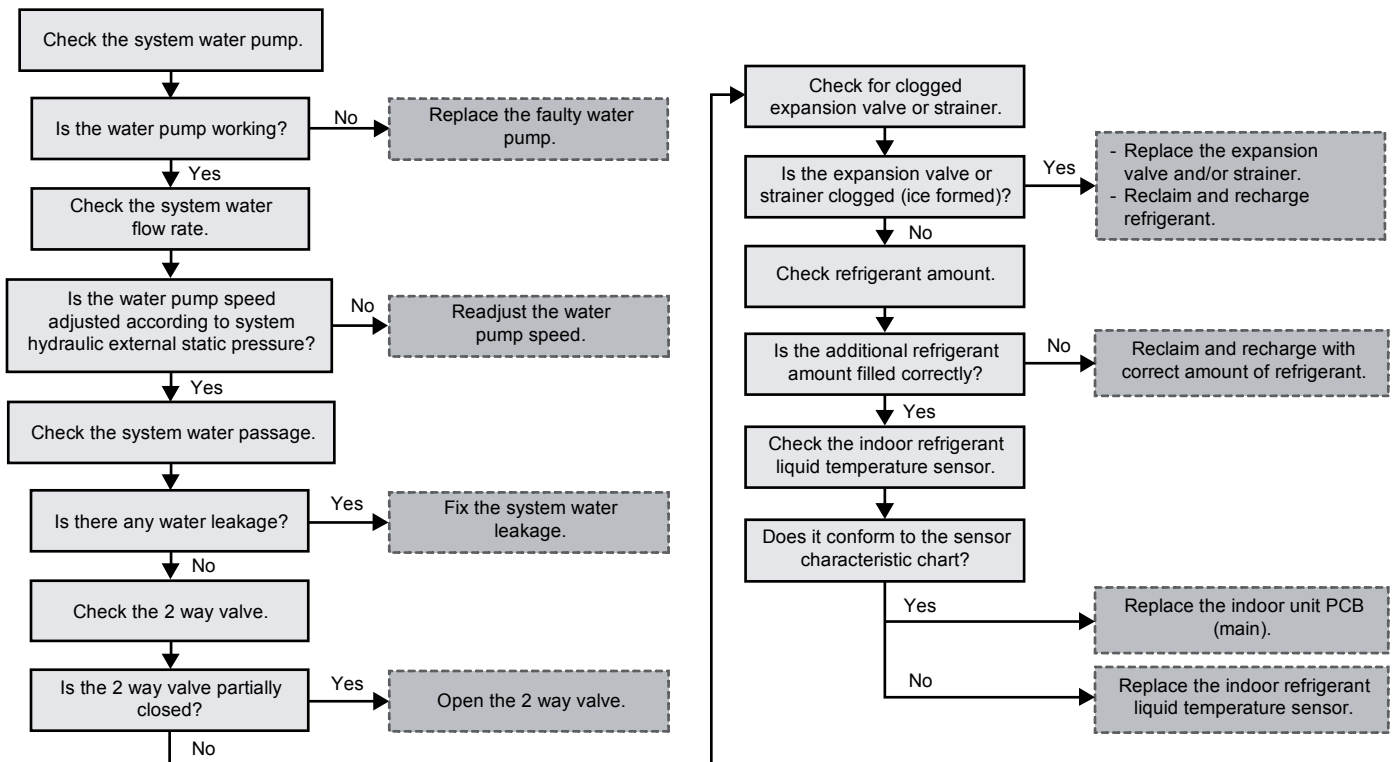 Check the system water pump.
Is the water pump working?
No
Replace the faulty water
pump.
Yes
Check the system water
flow rate.
Is the water pump speed
adjusted according to system
hydraulic external static pressure?
No
Readjust the water
pump speed.
Yes
Check the system water passage.
Is there any water leakage?
Yes
Fix the system water
leakage.
No
Check the 2 way valve.
Is the 2 way valve partially
closed?
Yes
Open the 2 way valve.
No
Check for clogged
expansion valve or strainer.
Is the expansion valve or
strainer clogged (ice formed)?
Yes
- Replace the expansion
valve and/or strainer.
- Reclaim and recharge
refrigerant.
No
Check refrigerant amount.
Is the additional refrigerant
amount filled correctly?
No
Reclaim and recharge with
correct amount of refrigerant.
Yes
Check the indoor refrigerant
liquid temperature sensor.
Does it conform to the sensor
characteristic chart?
Yes
Replace the indoor unit PCB
(main).
No
Replace the indoor refrigerant
liquid temperature sensor.